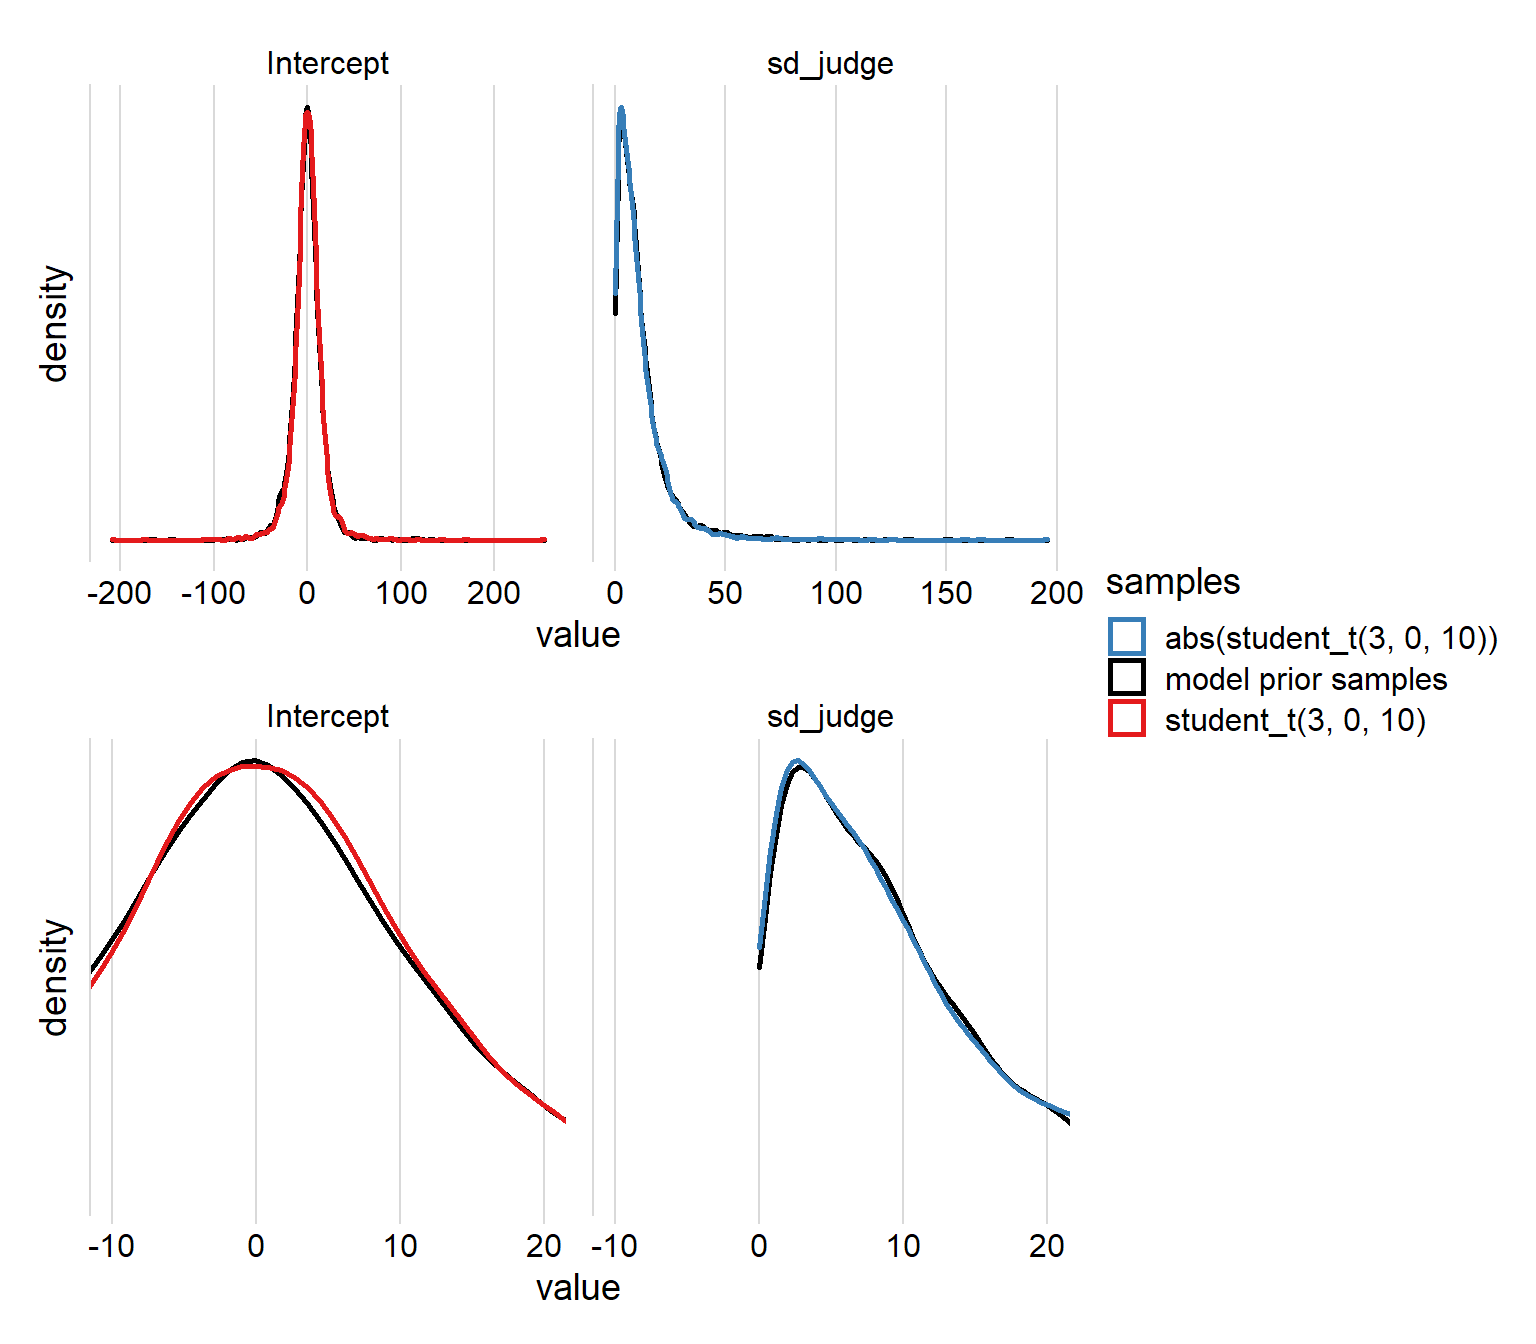 Intercept
sd_judge
density
-200 -100 0 100 200
0 50 100 150 200
value
samples
abs(student_t(3, 0, 10))
model prior samples
student_t(3, 0, 10)
Intercept
sd_judge
density
-10 0 10 20
-10 0 10 20
value